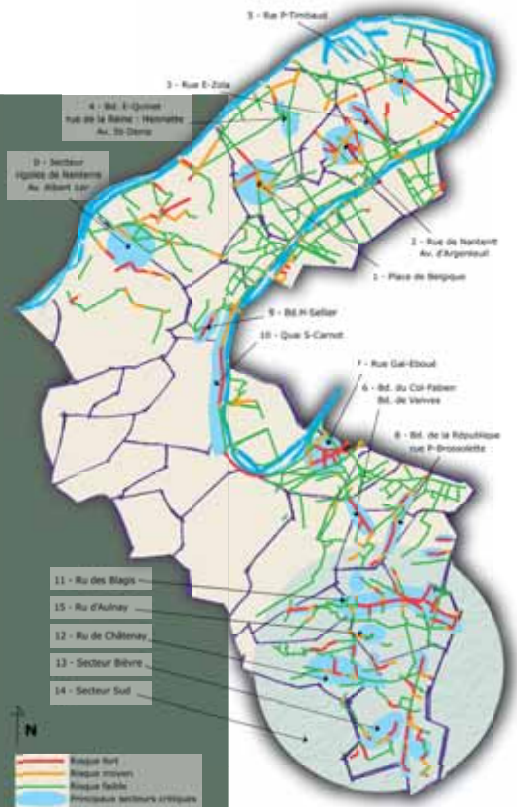 5 - Rue P-Timbaud
3 - Rue E-Zola
4 - Bd. E-Quinet
rue de la Reine - Henriette
Av. St-Denis
9 - Secteur
rigoles de Nanterre
Av. Albert 1er
2 - Rue de Nanterre
Av. d'Argenteuil
1 - Place de Belgique
9 - Bd.H-Sellier
10 - Quai S-Carnot
7 - Rue Gal-Eboué
6 - Bd. du Col-Fabien
Bd. de Vanves
8 - Bd. de la République
rue P-Brossolette
11 - Ru des Blagis
15 - Ru d'Aulnay
12 - Ru de Châtenay
13 - Secteur Bièvre
14 - Secteur Sud
N
Risque fort
Risque moyen
Risque faible
Principaux secteurs critiques